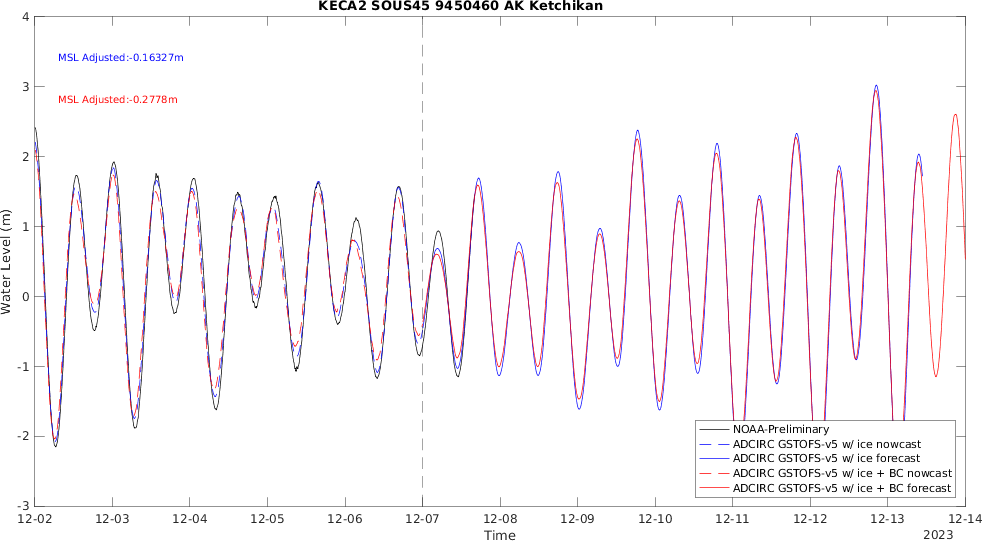 KECA2 SOUS45 9450460 AK Ketchikan
4
MSL Adjusted:-0.16327m
3
MSL Adjusted:-0.2778m
2
1
Water Level (m)
0
-1
-2
NOAA-Preliminary
ADCIRC GSTOFS-v5 w/ ice nowcast
ADCIRC GSTOFS-v5 w/ ice forecast
ADCIRC GSTOFS-v5 w/ ice + BC nowcast
ADCIRC GSTOFS-v5 w/ ice + BC forecast
-3
12-02 12-03 12-04 12-05 12-06 12-07 12-08 12-09 12-10 12-11 12-12 12-13 12-14
Time 2023